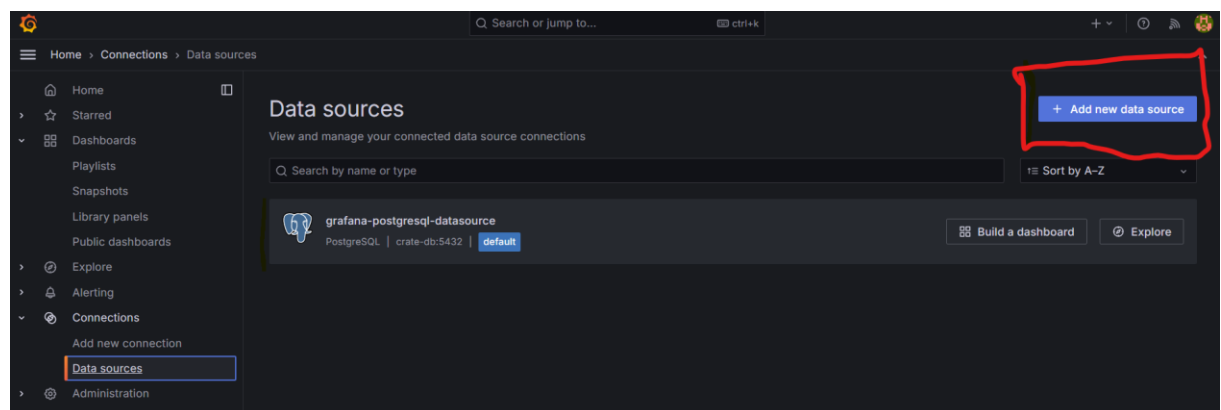 Search or jump to...
ctrl+k
Home > Connections > Data sources
Home
Starred
Dashboards
Playlists
Snapshots
Library panels
Public dashboards
Explore
Alerting
Connections
Add new connection
Data sources
Administration
Data sources
+ Add new data source
View and manage your connected data source connections
Search by name or type
Sort by A–Z
grafana-postgresql-datasource
PostgreSQL | crate-db:5432 | default
Build a dashboard
Explore